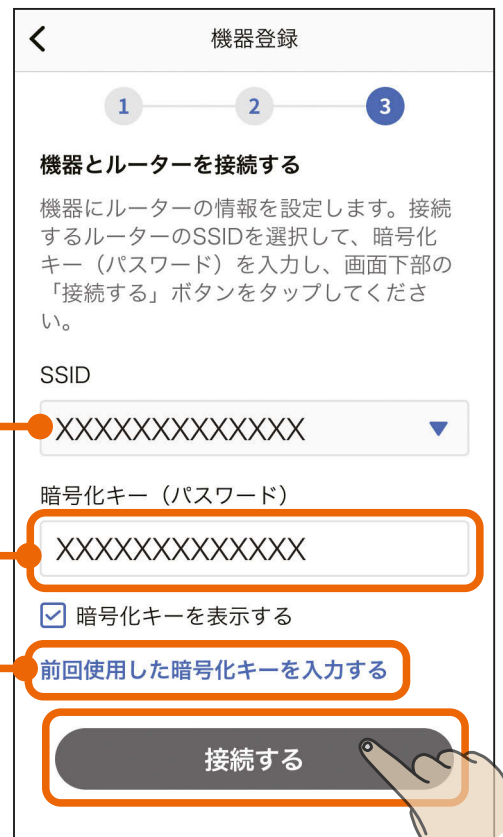 機器登録
1 2 3
機器とルーターを接続する
機器にルーターの情報を設定します。接続
するルーターのSSIDを選択して、暗号化
キー（パスワード）を入力し、画面下部の
「接続する」ボタンをタップしてくださ
い。
SSID
XXXXXXXXXXXXX
暗号化キー（パスワード）
XXXXXXXXXXXXX
暗号化キーを表示する
前回使用した暗号化キーを入力する
接続する